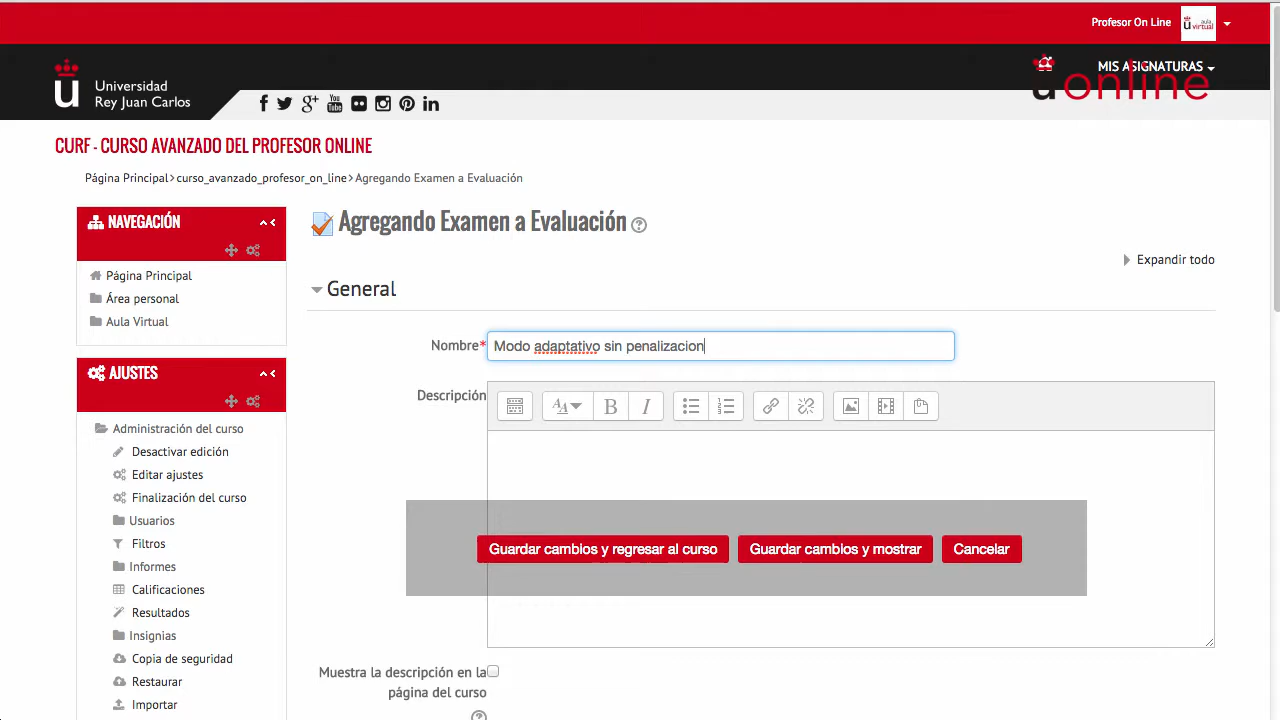 Profesor On Line
aula virtual
Universidad
Rey Juan Carlos
MIS ASIGNATURAS
online
CURF - CURSO AVANZADO DEL PROFESOR ONLINE
Página Principal > curso_avanzado_profesor_on_line > Agregando Examen a Evaluación
NAVEGACIÓN
Página Principal
Área personal
Aula Virtual
AJUSTES
Administración del curso
Desactivar edición
Editar ajustes
Finalización del curso
Usuarios
Filtros
Informes
Calificaciones
Resultados
Insignias
Copia de seguridad
Restaurar
Importar
Agregando Examen a Evaluación
Expandir todo
General
Nombre* Modo adaptativo sin penalizacion
Descripción
Guardar cambios y regresar al curso Guardar cambios y mostrar Cancelar
Muestra la descripción en la
página del curso